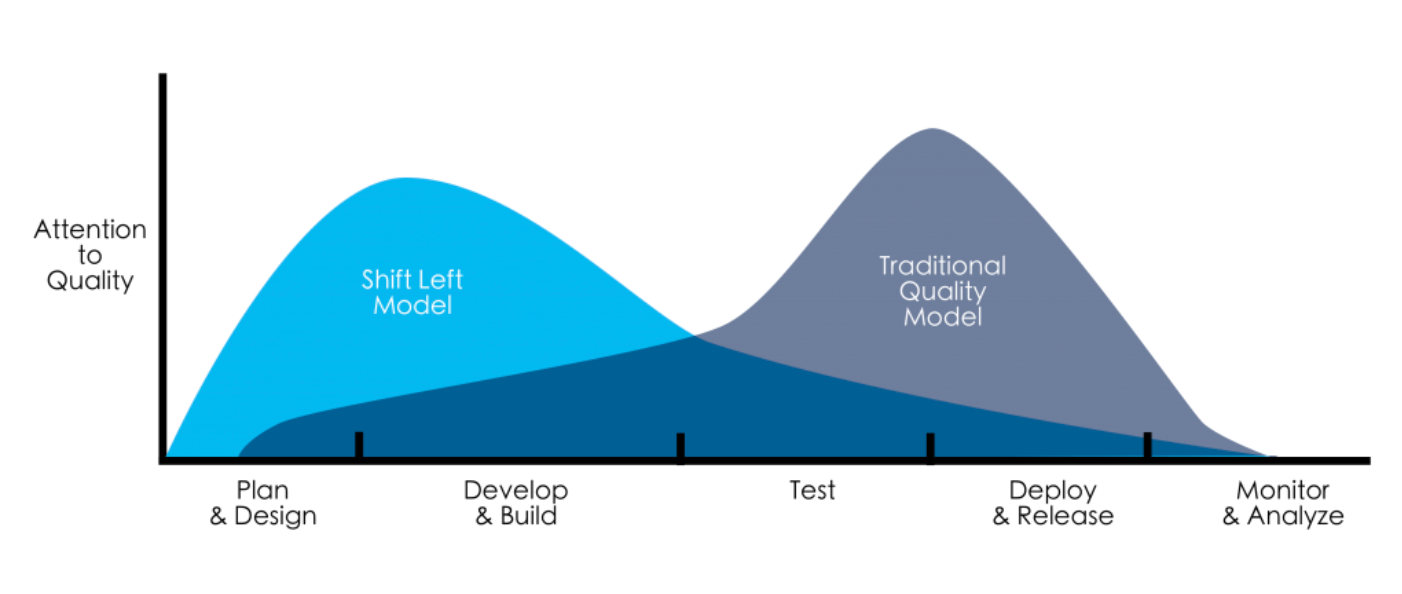 Attention
to
Quality
Shift Left
Model
Traditional
Quality
Model
Plan
& Design
Develop
& Build
Test
Deploy
& Release
Monitor
& Analyze